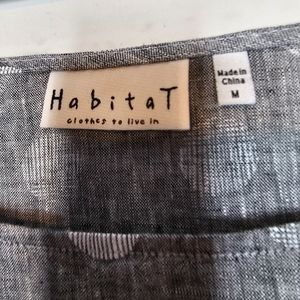 HabitaT
clothes to live in
Made in
China
M